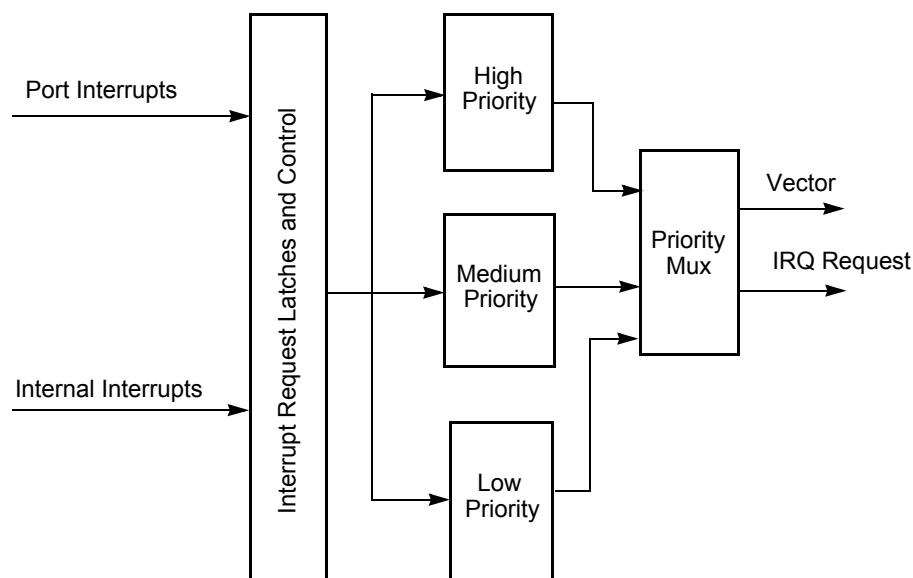 Port Interrupts
Internal Interrupts
Interrupt Request Latches and Control
High
Priority
Medium
Priority
Low
Priority
Priority
Mux
Vector
IRQ Request